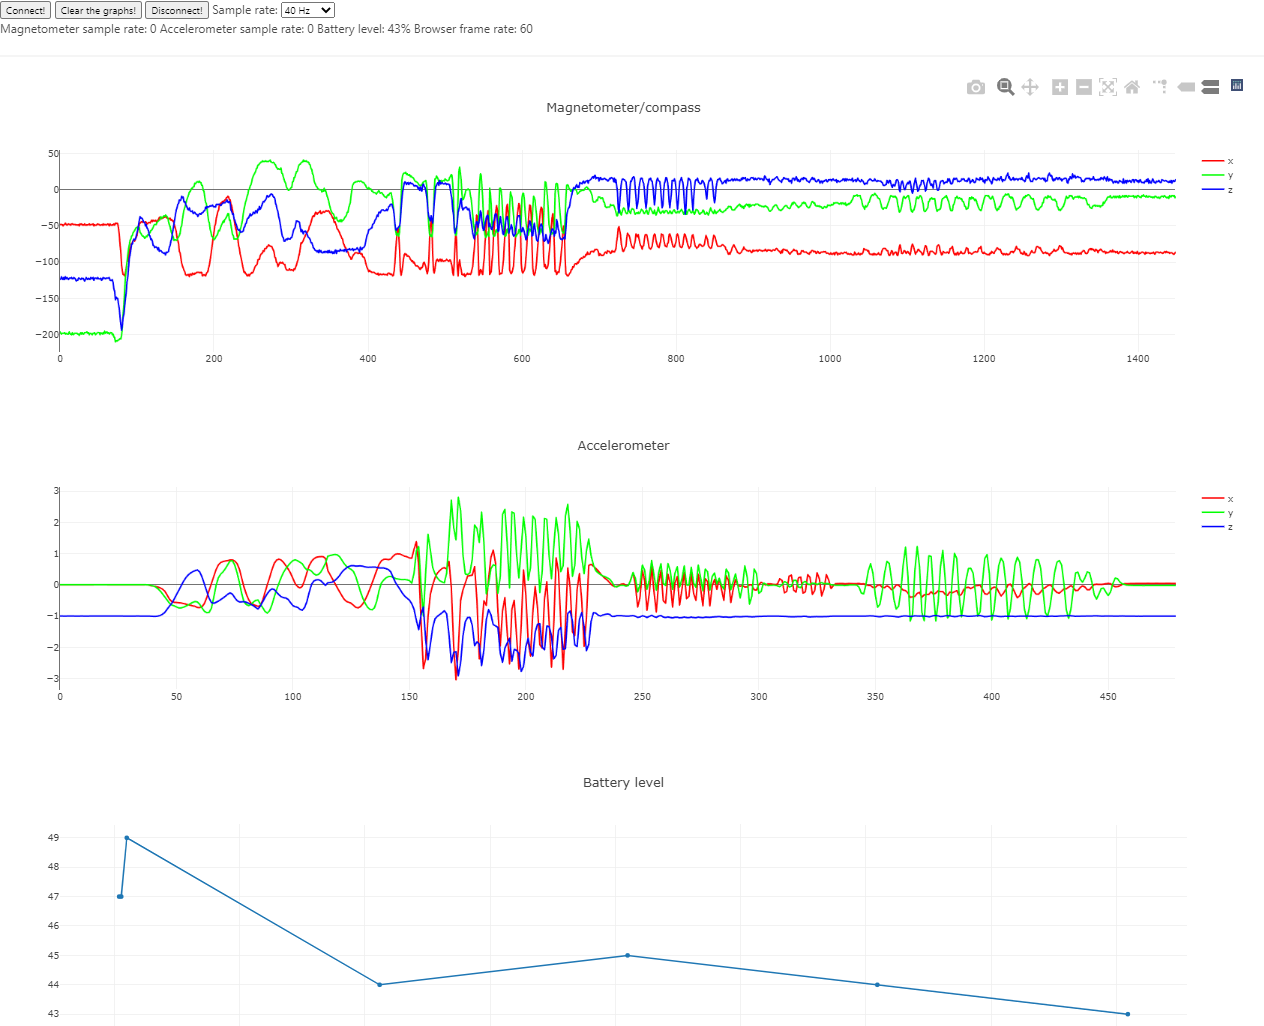 Connect! Clear the graphs! Disconnect! Sample rate: 40 Hz
Magnetometer sample rate: 0 Accelerometer sample rate: 0 Battery level: 43% Browser frame rate: 60
Magnetometer/compass
50
0
−50
−100
−150
−200
0 200 400 600 800 1000 1200 1400
x
y
z
Accelerometer
3
2
1
0
−1
−2
−3
0 50 100 150 200 250 300 350 400 450
x
y
z
Battery level
49
48
47
46
45
44
43